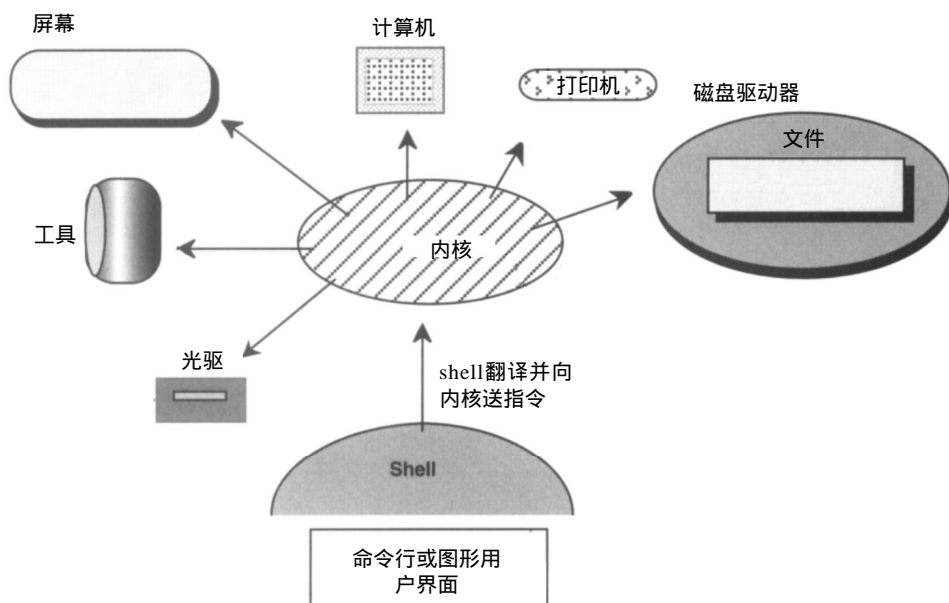 屏幕
计算机
打印机
磁盘驱动器
文件
工具
内核
光驱
shell翻译并向
内核送指令
Shell
命令行或图形用
户界面